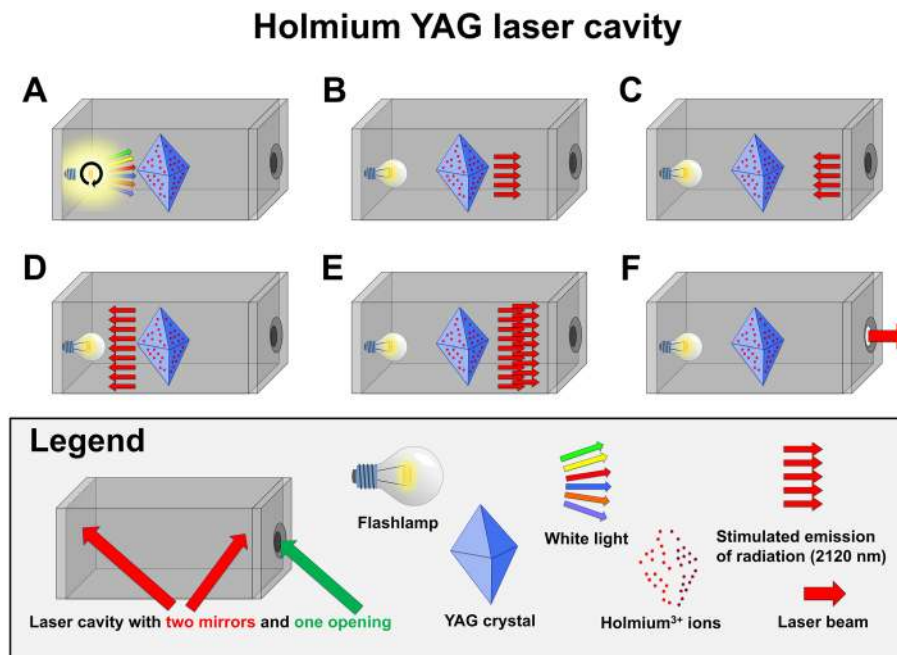 Holmium YAG laser cavity
A
B
C
D
E
F
Legend
Flashlamp
White light
Stimulated emission
of radiation (2120 nm)
YAG crystal
Holmium³⁺ ions
Laser beam
Laser cavity with two mirrors and one opening